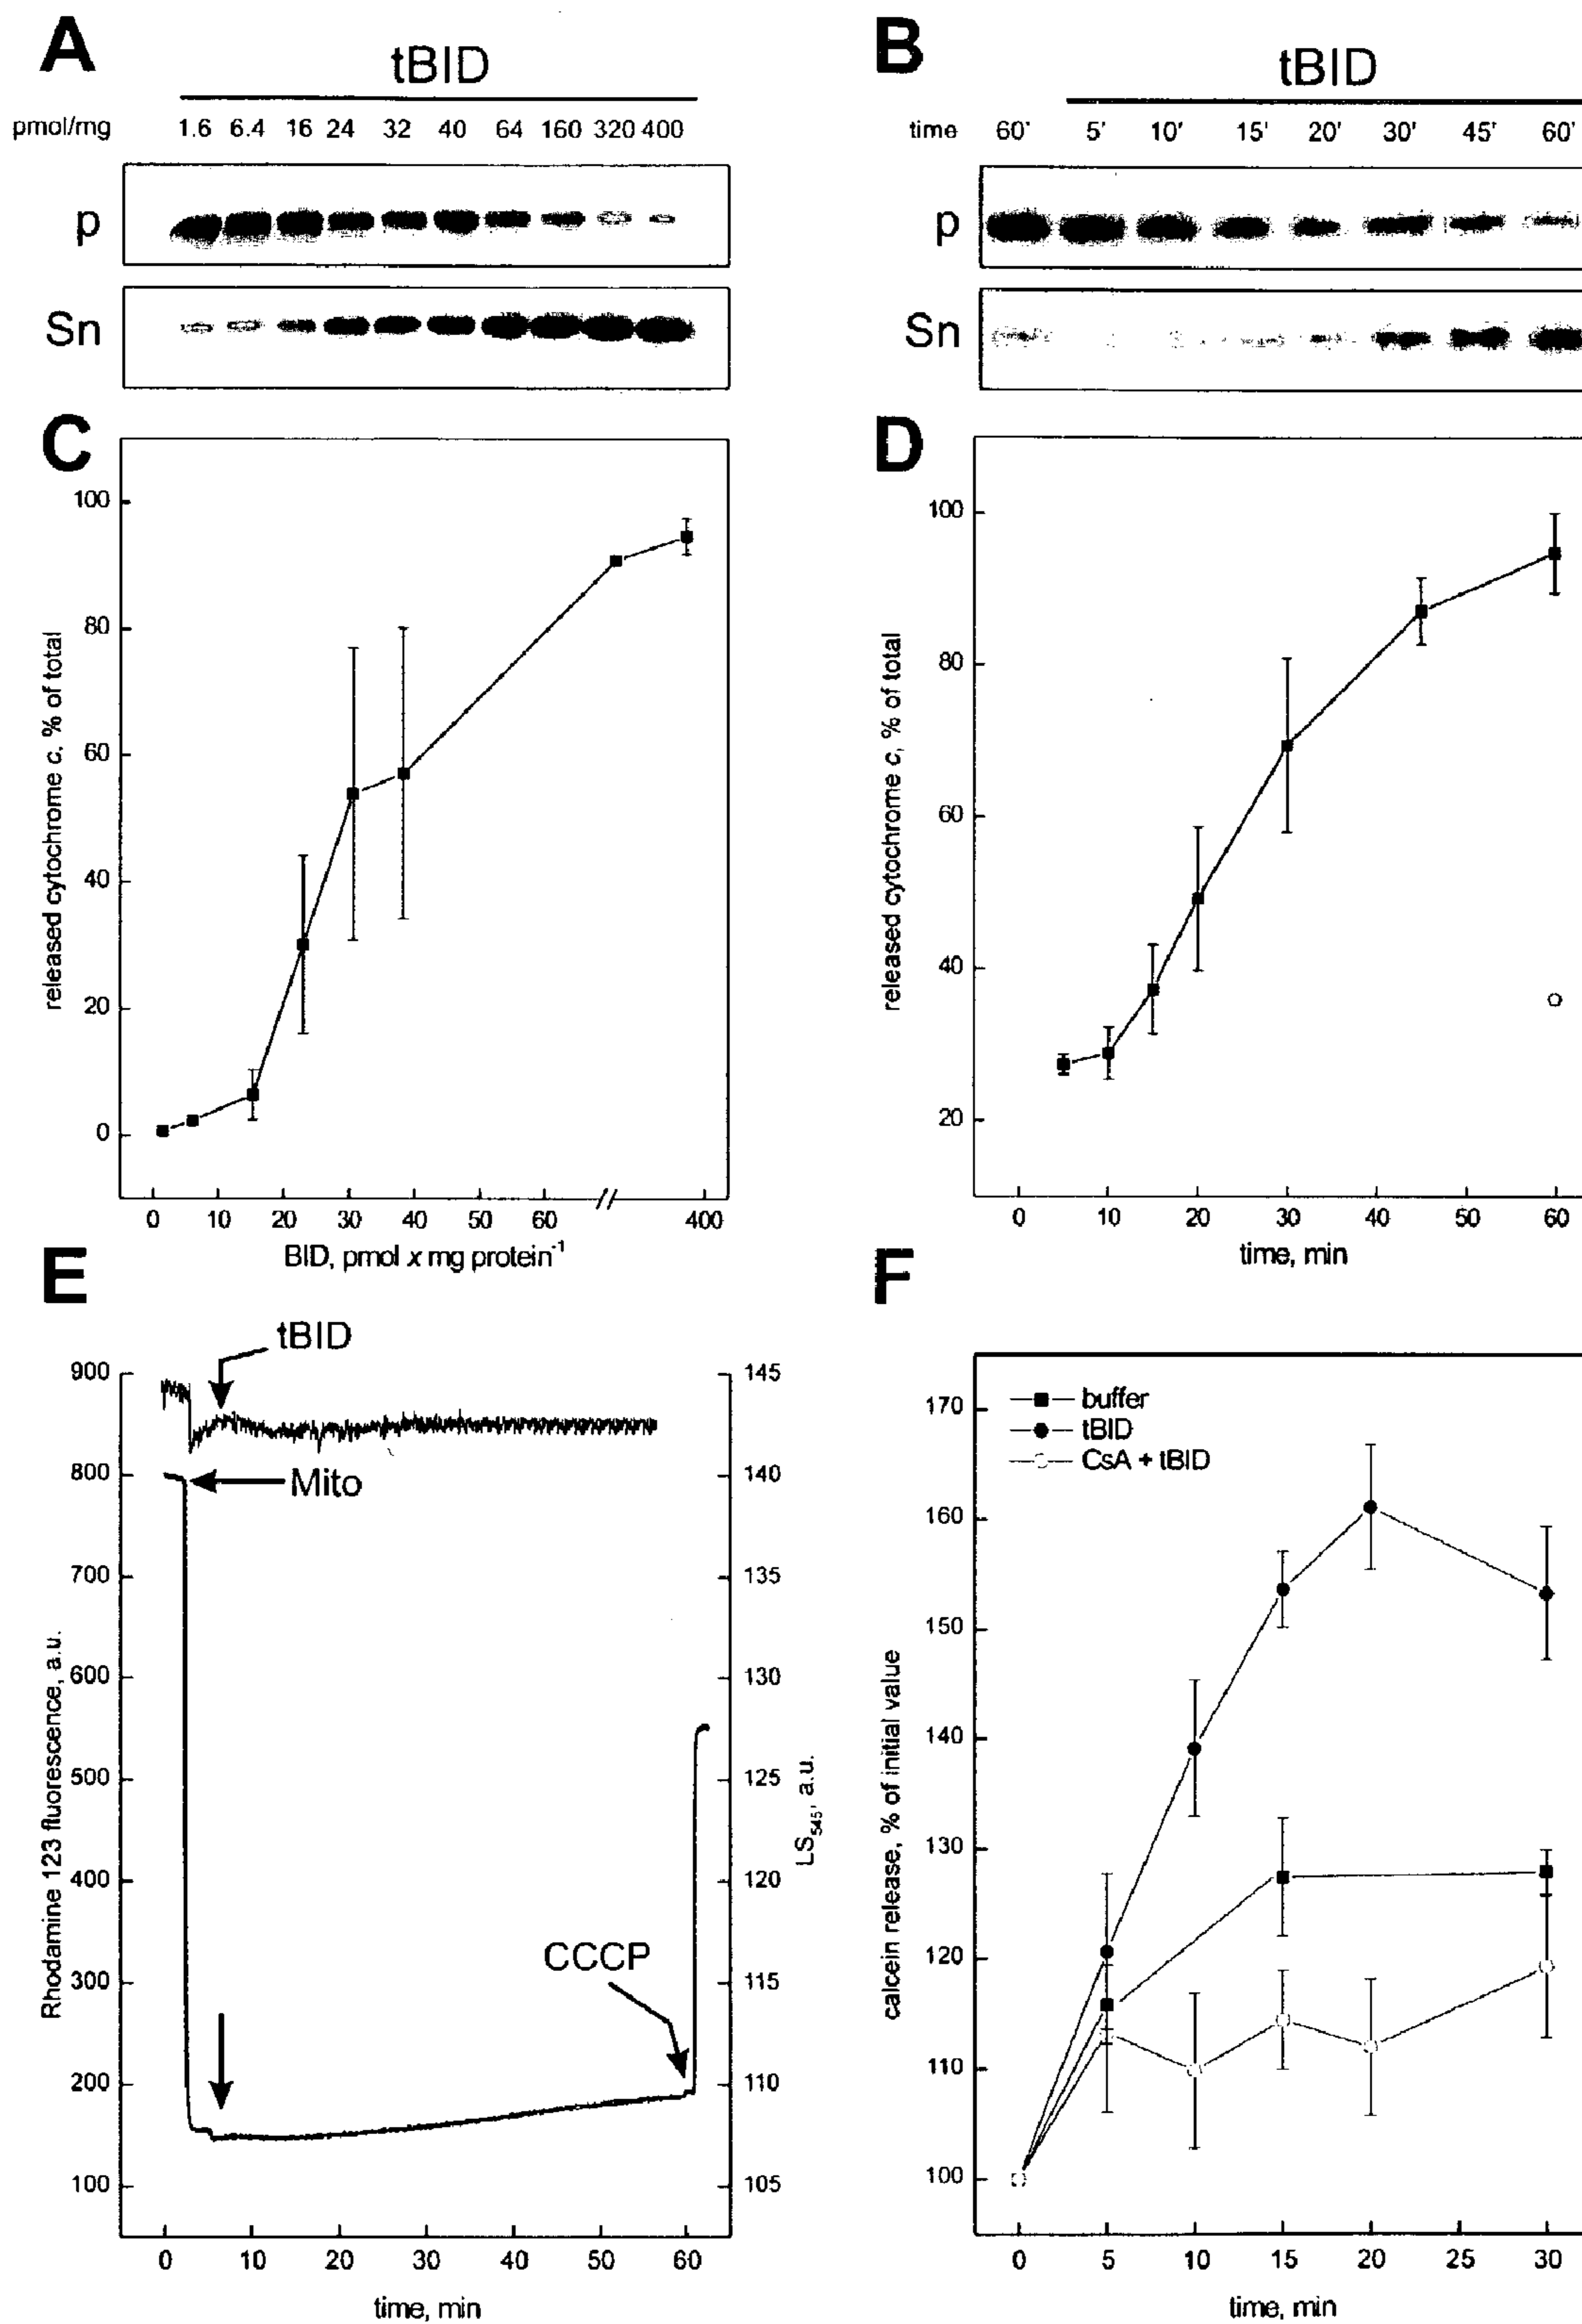 A
tBID
pmol/mg 1.6 6.4 16 24 32 40 64 160 320 400
p
Sn
B
tBID
time 60' 5' 10' 15' 20' 30' 45' 60'
p
Sn
C
100
80
60
40
20
0
released cytochrome c. % of total
0 10 20 30 40 50 60 400
BID, pmol x mg protein⁻¹
D
100
80
60
40
20
released cytochrome c, % of total
0 10 20 30 40 50 60
time, min
E
tBID
Mito
CCCP
900
800
700
600
500
400
300
200
100
Rhodamine 123 fluorescence, a.u.
145
140
135
130
125
120
115
110
105
LS₅₄₅, a.u.
0 10 20 30 40 50 60
time, min
F
buffer
tBID
CsA + tBID
170
160
150
140
130
120
110
100
calcein release, % of initial value
0 5 10 15 20 25 30
time, min